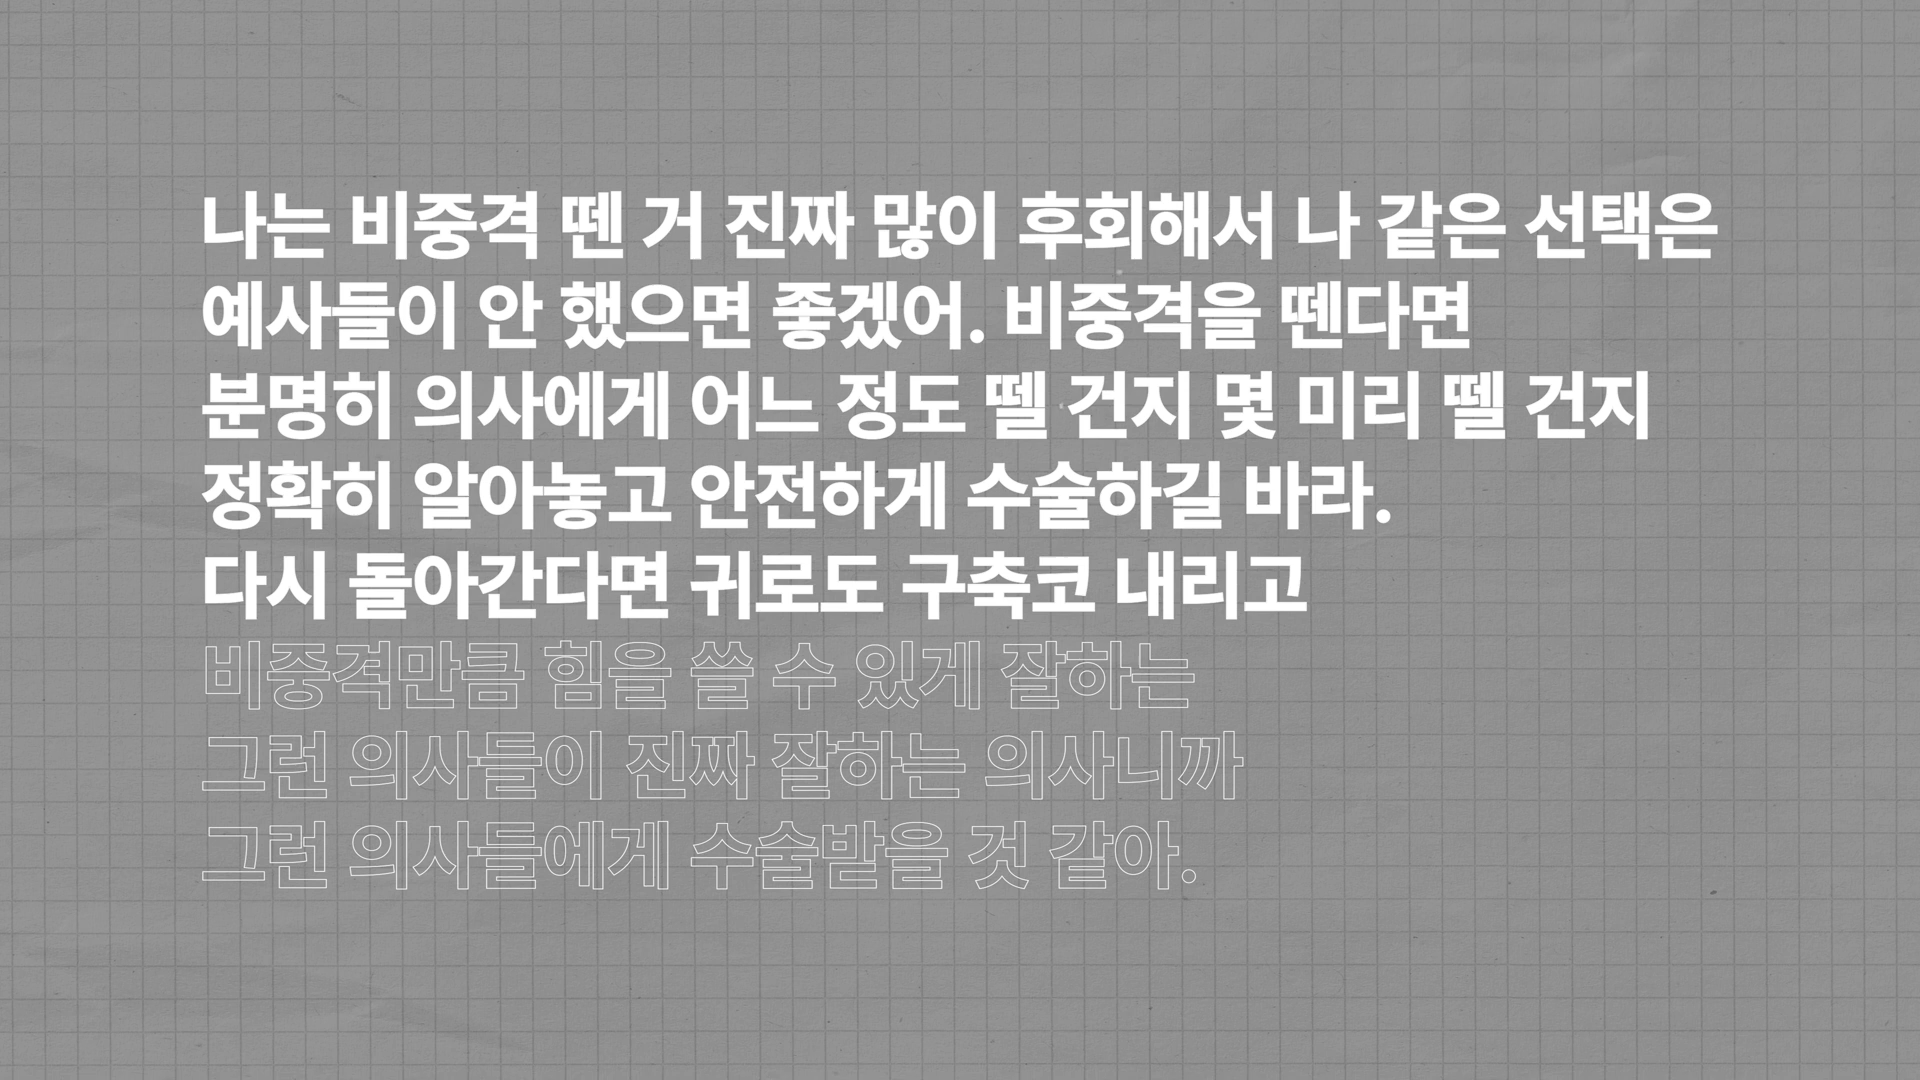 나는 비중격 뗀 거 진짜 많이 후회해서 나 같은 선택은
예사들이 안 했으면 좋겠어. 비중격을 뗀다면
분명히 의사에게 어느 정도 뗄 건지 몇 미리 뗄 건지
정확히 알아놓고 안전하게 수술하길 바라.
다시 돌아간다면 귀로도 구축코 내리고
비중격만큼 힘을 쓸 수 있게 잘하는
그런 의사들이 진짜 잘하는 의사니까
그런 의사들에게 수술받을 것 같아.